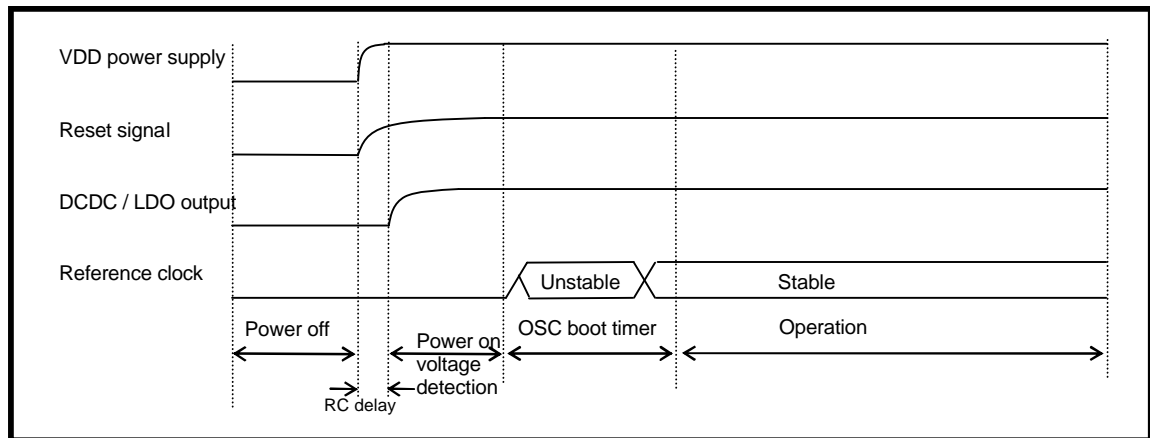 VDD power supply
Reset signal
DCDC / LDO output
Reference clock
Unstable
Stable
Power off
Power on
voltage
detection
OSC boot timer
Operation
RC delay